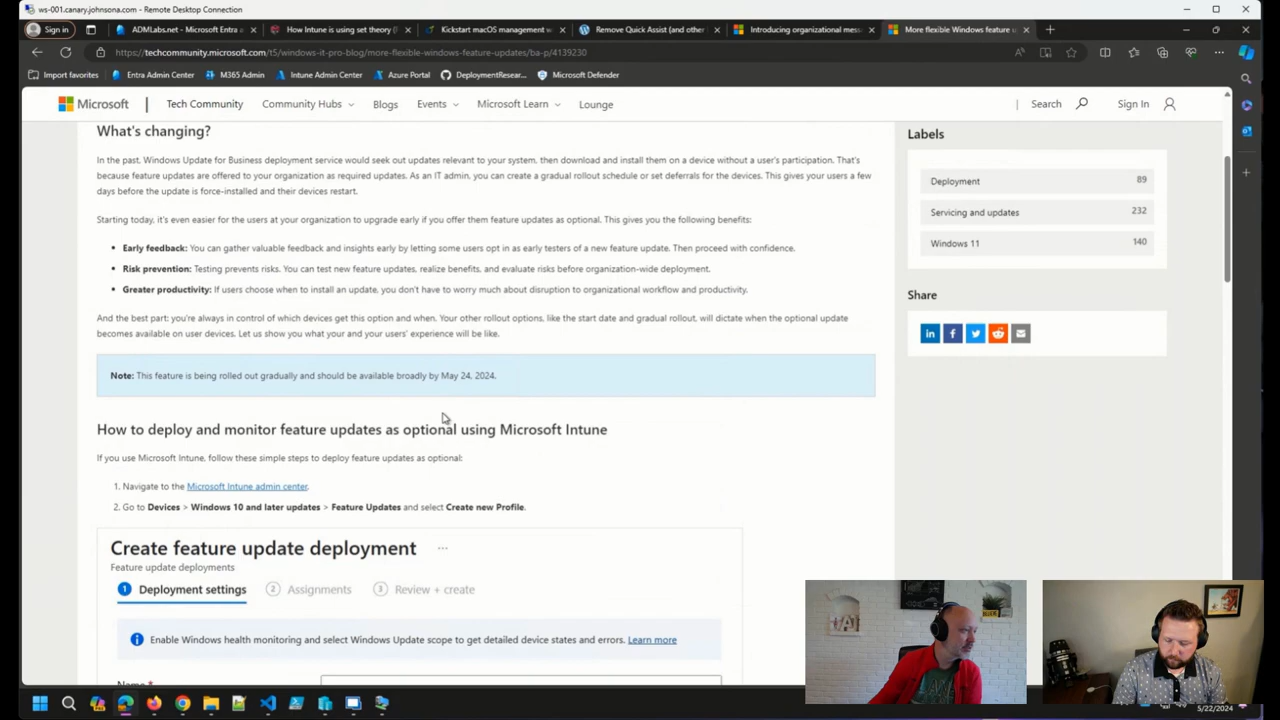 ws-001.canary.johnsona.com - Remote Desktop Connection
Sign in
ADMLabs.net - Microsoft Entra a
How Intune is using set theory (f
Kickstart macOS management w
Remove Quick Assist (and other
Introducing organizational mess
More flexible Windows feature u
https://techcommunity.microsoft.com/t5/windows-it-pro-blog/more-flexible-windows-feature-updates/ba-p/4139230
Import favorites
Entra Admin Center
M365 Admin
Intune Admin Center
Azure Portal
DeploymentResear...
Microsoft Defender
Microsoft
Tech Community
Community Hubs
Blogs
Events
Microsoft Learn
Lounge
Search
Sign In
What's changing?
In the past, Windows Update for Business deployment service would seek out updates relevant to your system, then download and install them on a device without a user's participation. That's
because feature updates are offered to your organization as required updates. As an IT admin, you can create a gradual rollout schedule or set deferrals for the devices. This gives your users a few
days before the update is force-installed and their devices restart.
Starting today, it's even easier for the users at your organization to upgrade early if you offer them feature updates as optional. This gives you the following benefits:
• Early feedback: You can gather valuable feedback and insights early by letting some users opt in as early testers of a new feature update. Then proceed with confidence.
• Risk prevention: Testing prevents risks. You can test new feature updates, realize benefits, and evaluate risks before organization-wide deployment.
• Greater productivity: If users choose when to install an update, you don't have to worry much about disruption to organizational workflow and productivity.
And the best part: you're always in control of which devices get this option and when. Your other rollout options, like the start date and gradual rollout, will dictate when the optional update
becomes available on user devices. Let us show you what your and your users' experience will be like.
Note: This feature is being rolled out gradually and should be available broadly by May 24, 2024.
How to deploy and monitor feature updates as optional using Microsoft Intune
If you use Microsoft Intune, follow these simple steps to deploy feature updates as optional:
1. Navigate to the Microsoft Intune admin center.
2. Go to Devices > Windows 10 and later updates > Feature Updates and select Create new Profile.
Create feature update deployment ...
Feature update deployments
1 Deployment settings
2 Assignments
3 Review + create
Enable Windows health monitoring and select Windows Update scope to get detailed device states and errors. Learn more
Name *
Labels
Deployment 89
Servicing and updates 232
Windows 11 140
Share
5/22/2024